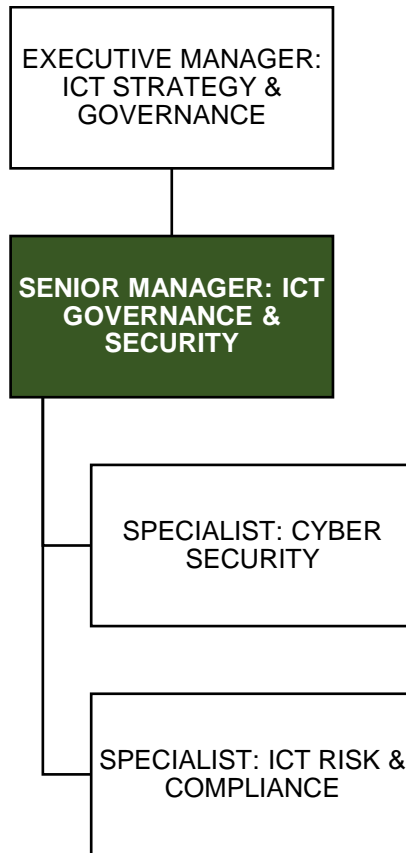 EXECUTIVE MANAGER:
ICT STRATEGY &
GOVERNANCE
SENIOR MANAGER: ICT
GOVERNANCE &
SECURITY
SPECIALIST: CYBER
SECURITY
SPECIALIST: ICT RISK &
COMPLIANCE